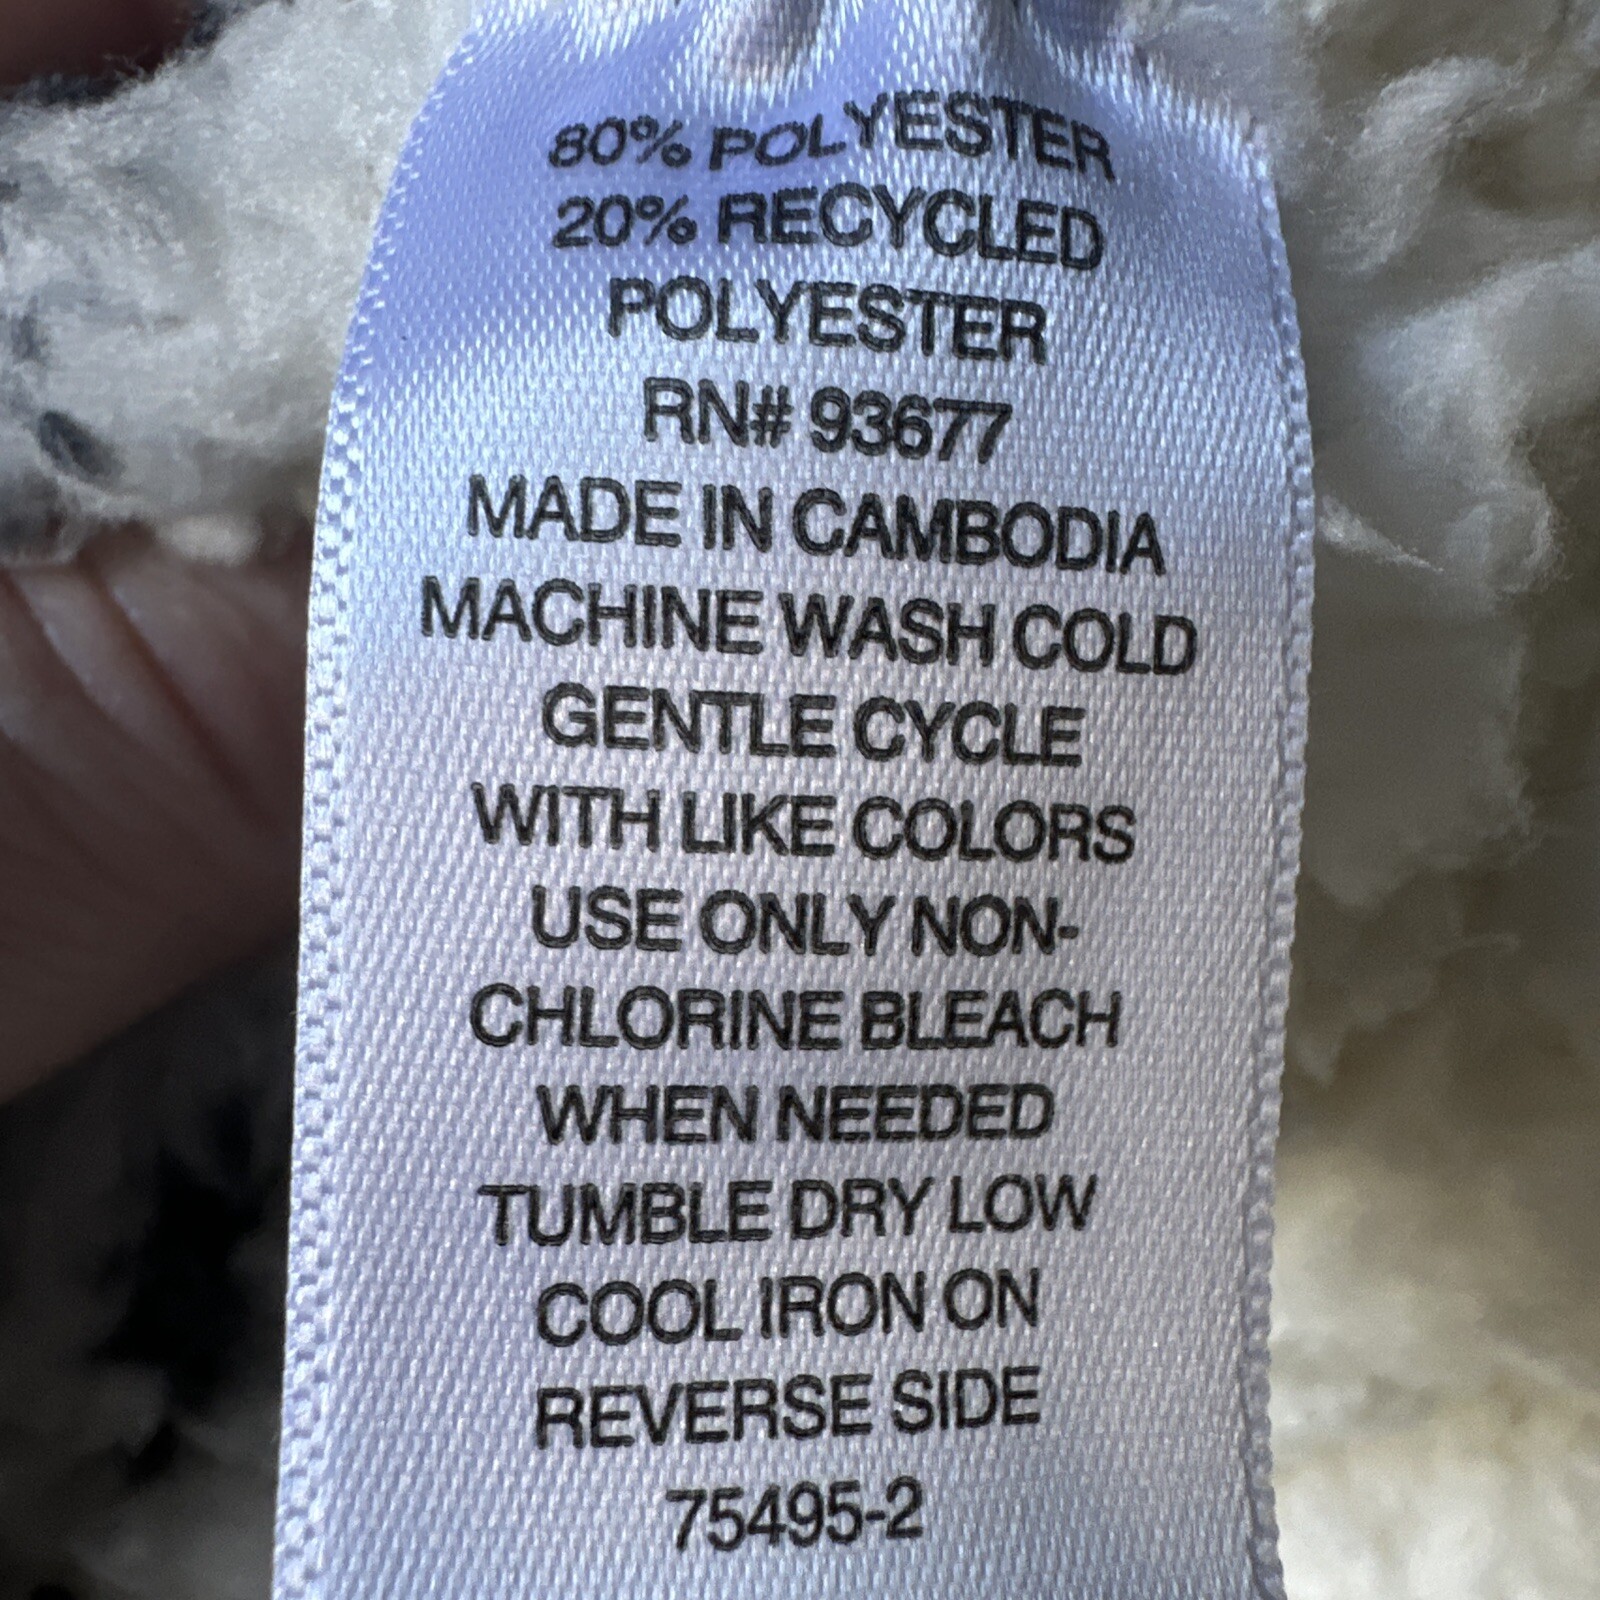 80% POLYESTER
20% RECYCLED
POLYESTER
RN# 93677
MADE IN CAMBODIA
MACHINE WASH COLD
GENTLE CYCLE
WITH LIKE COLORS
USE ONLY NON-
CHLORINE BLEACH
WHEN NEEDED
TUMBLE DRY LOW
COOL IRON ON
REVERSE SIDE
75495-2